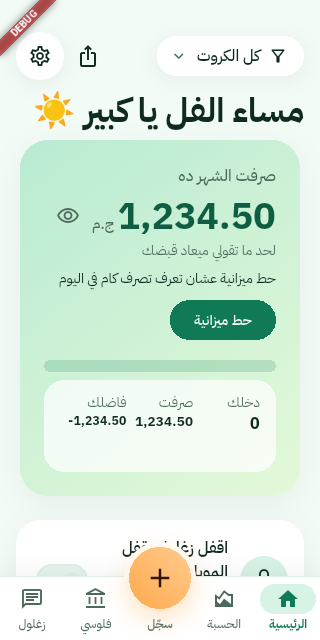 DEBUG
كل الكروت
مساء الفل يا كبير ☀️
صرفت الشهر ده
1,234.50 ج.م
لحد ما تقولي ميعاد قبضك
حط ميزانية عشان تعرف تصرف كام في اليوم
حط ميزانية
دخلك صرفت فاضلك
0 1,234.50 -1,234.50
اقفل
الرئيسية الحسبة سجّل فلوسي زغلول